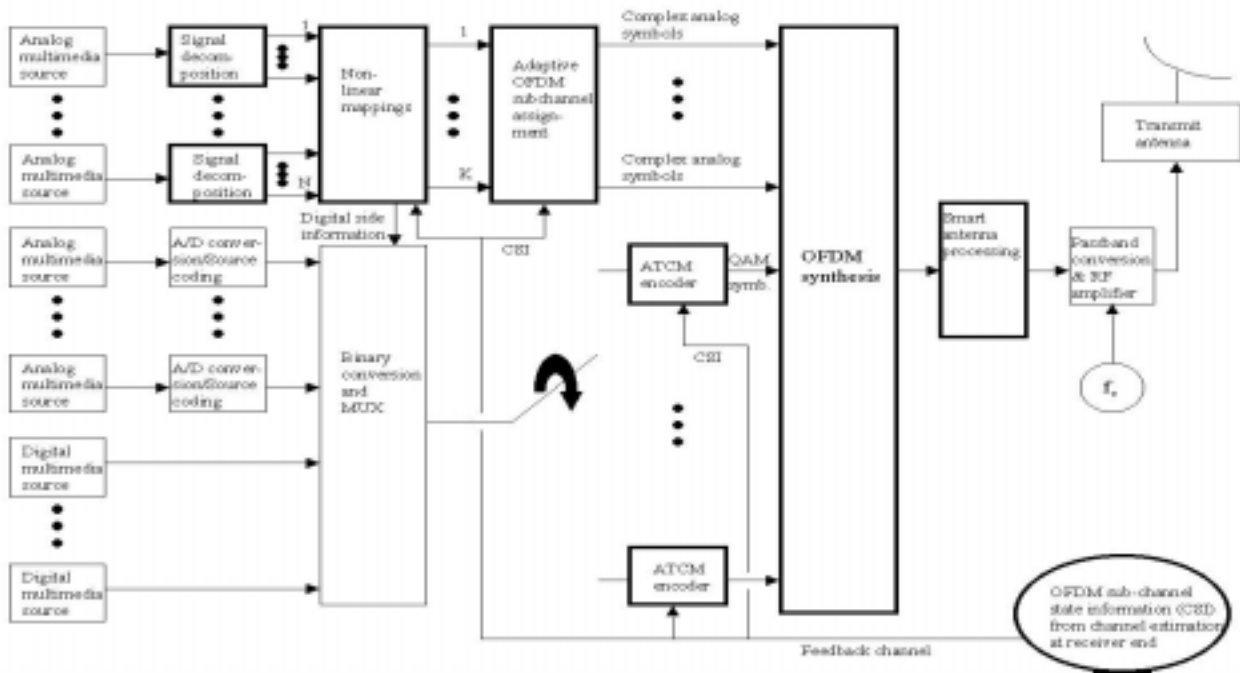 Analog
multimedia
source
Signal
decom-
position
1
Non-
linear
mappings
1
Adaptive
OFDM
subchannel
assign-
ment
Complex analog
symbols
Transmit
antenna
Analog
multimedia
source
Signal
decom-
position
N
K
Complex analog
symbols
Digital side
information
CSI
Analog
multimedia
source
A/D conver-
sion/Source
coding
ATCM
encoder
QAM
symb.
OFDM
synthesis
Smart
antenna
processing
Passband
conversion
& RF
amplifier
CSI
Analog
multimedia
source
A/D conver-
sion/Source
coding
Binary
conversion
and
MUX
Digital
multimedia
source
Digital
multimedia
source
ATCM
encoder
OFDM sub-channel
state information (CSI)
from channel estimation
at receiver end
Feedback channel